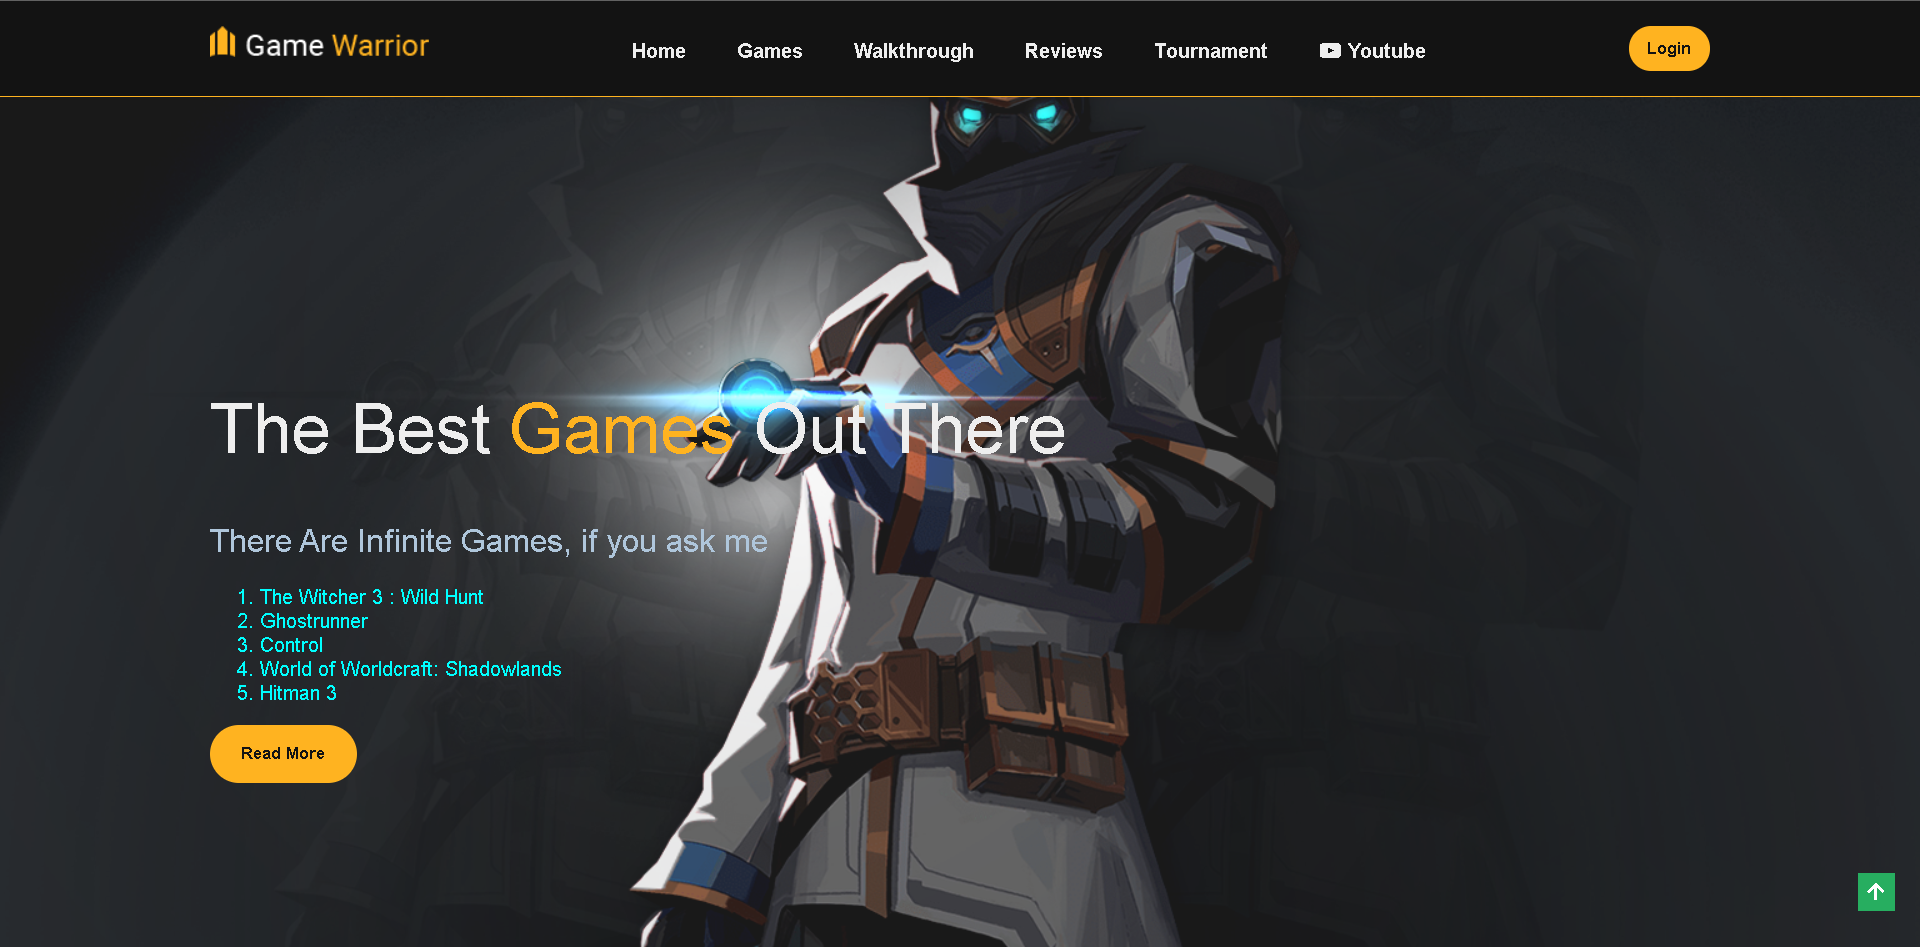 Game Warrior
Home
Games
Walkthrough
Reviews
Tournament
Youtube
Login
The Best Games Out There
There Are Infinite Games, if you ask me
1. The Witcher 3 : Wild Hunt
2. Ghostrunner
3. Control
4. World of Worldcraft: Shadowlands
5. Hitman 3
Read More